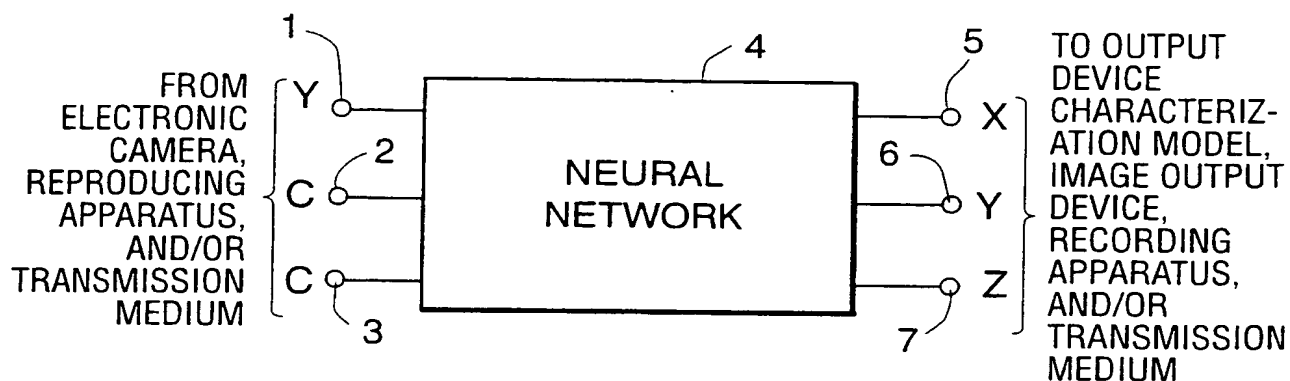 1
FROM
ELECTRONIC
CAMERA,
REPRODUCING
APPARATUS,
AND/OR
TRANSMISSION
MEDIUM
Y
2
C
C
3
4
NEURAL
NETWORK
5
X
6
Y
Z
7
TO OUTPUT
DEVICE
CHARACTERIZ-
ATION MODEL,
IMAGE OUTPUT
DEVICE,
RECORDING
APPARATUS,
AND/OR
TRANSMISSION
MEDIUM